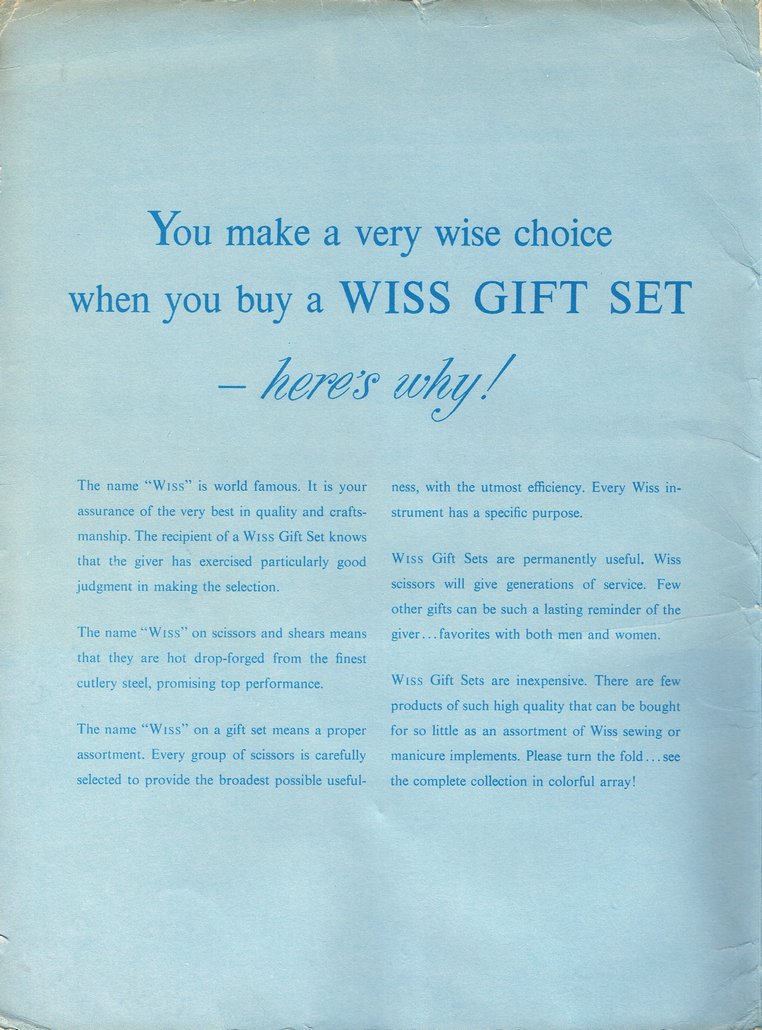 You make a very wise choice
when you buy a WISS GIFT SET
– here's why!
The name “WISS” is world famous. It is your
assurance of the very best in quality and crafts-
manship. The recipient of a WISS Gift Set knows
that the giver has exercised particularly good
judgment in making the selection.
The name “WISS” on scissors and shears means
that they are hot drop-forged from the finest
cutlery steel, promising top performance.
The name “WISS” on a gift set means a proper
assortment. Every group of scissors is carefully
selected to provide the broadest possible useful-
ness, with the utmost efficiency. Every Wiss in-
strument has a specific purpose.
WISS Gift Sets are permanently useful. Wiss
scissors will give generations of service. Few
other gifts can be such a lasting reminder of the
giver...favorites with both men and women.
WISS Gift Sets are inexpensive. There are few
products of such high quality that can be bought
for so little as an assortment of Wiss sewing or
manicure implements. Please turn the fold...see
the complete collection in colorful array!